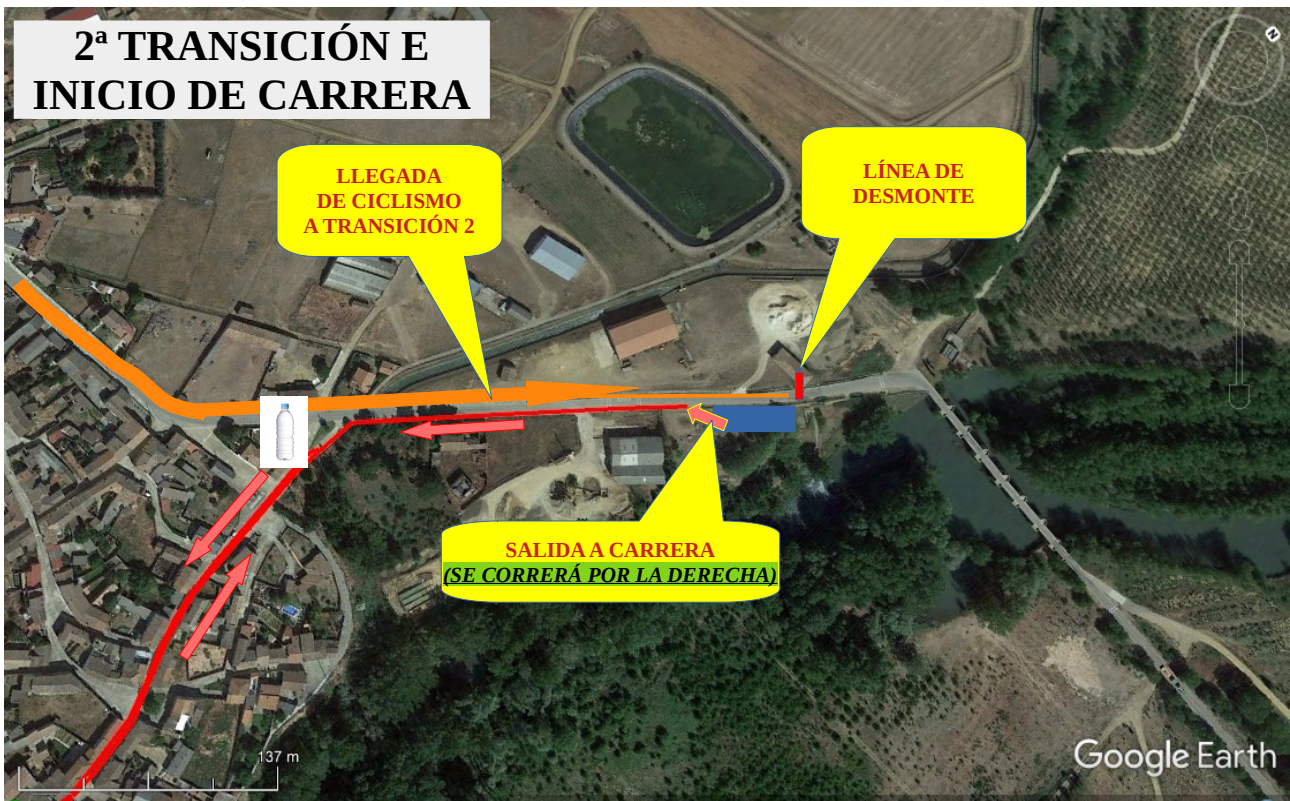 2ª TRANSICIÓN E
INICIO DE CARRERA
LLEGADA
DE CICLISMO
A TRANSICIÓN 2
LÍNEA DE
DESMONTE
SALIDA A CARRERA
(SE CORRERÁ POR LA DERECHA)
137 m
Google Earth
N